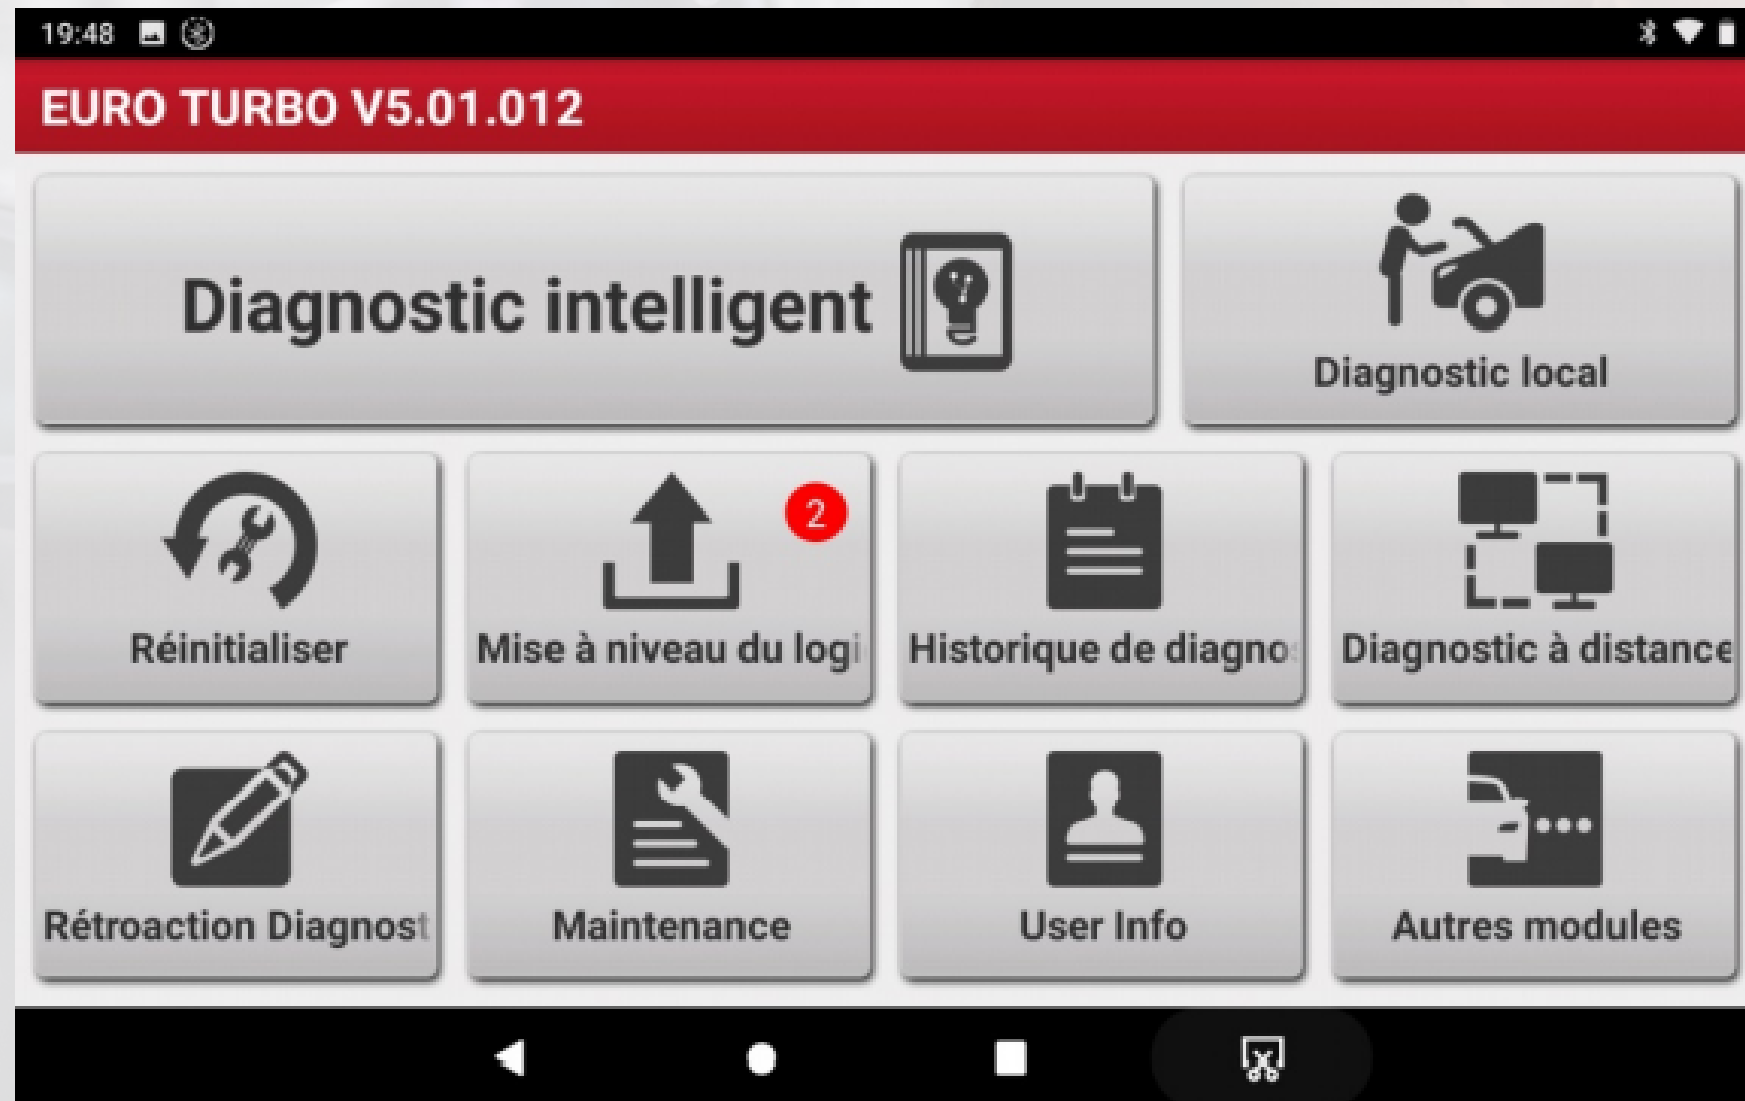 19:48
EURO TURBO V5.01.012
Diagnostic intelligent
Diagnostic local
Réinitialiser
2
Mise à niveau du logi
Historique de diagnos
Diagnostic à distance
Rétroaction Diagnost
Maintenance
User Info
Autres modules